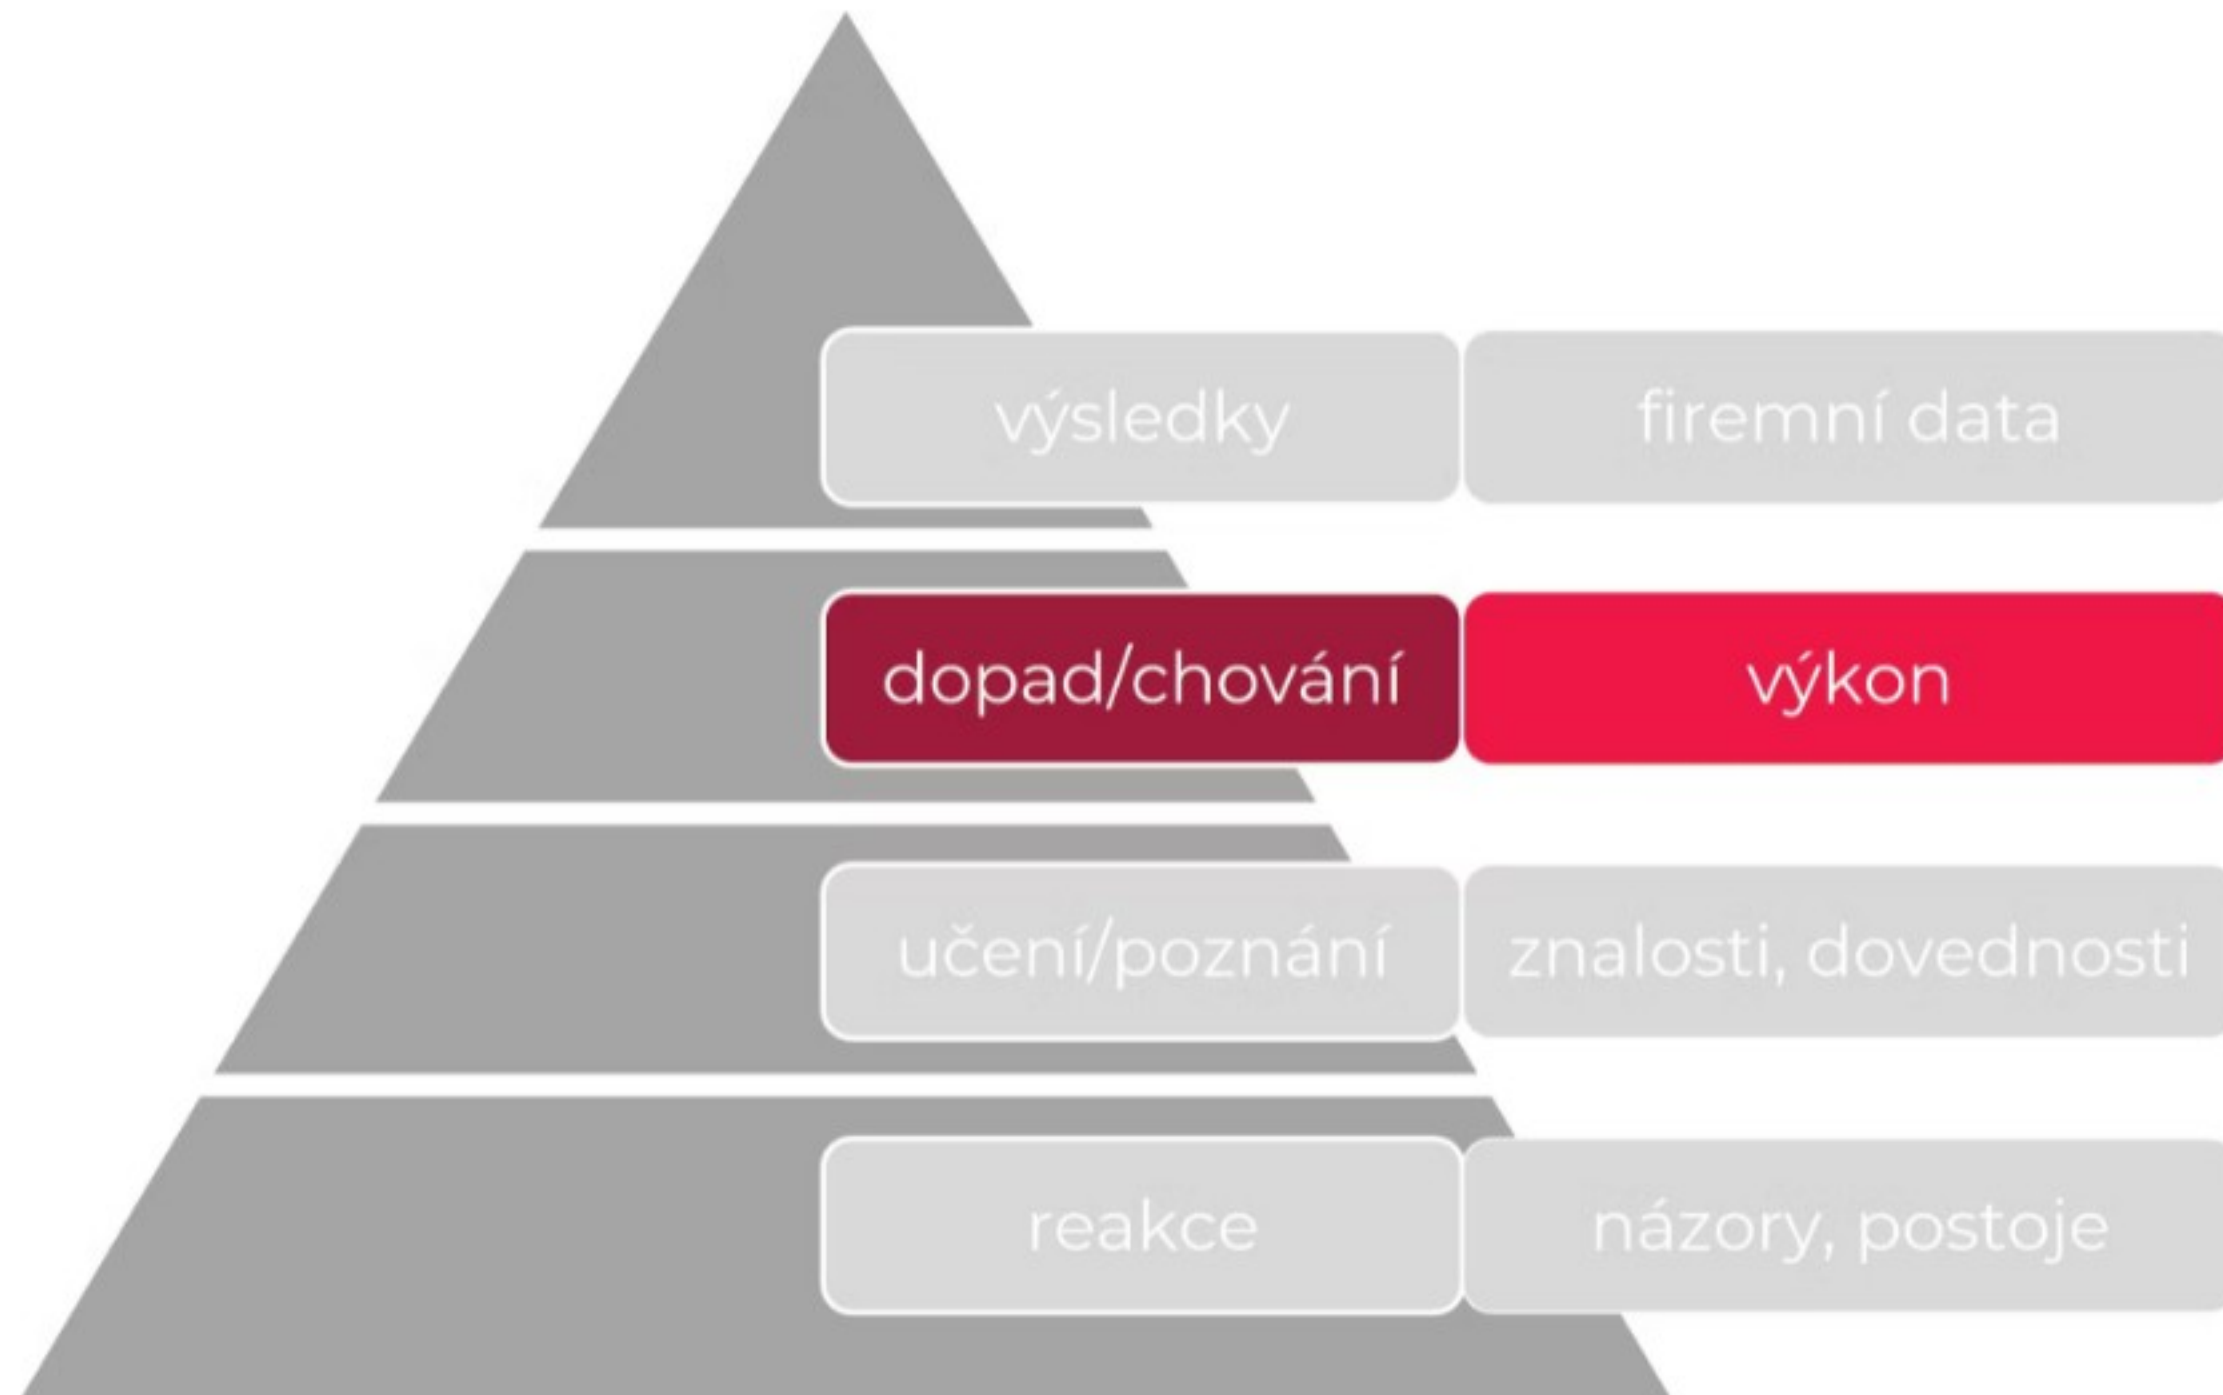 výsledky firemní data
dopad/chování výkon
učení/poznání znalosti, dovednosti
reakce názory, postoje